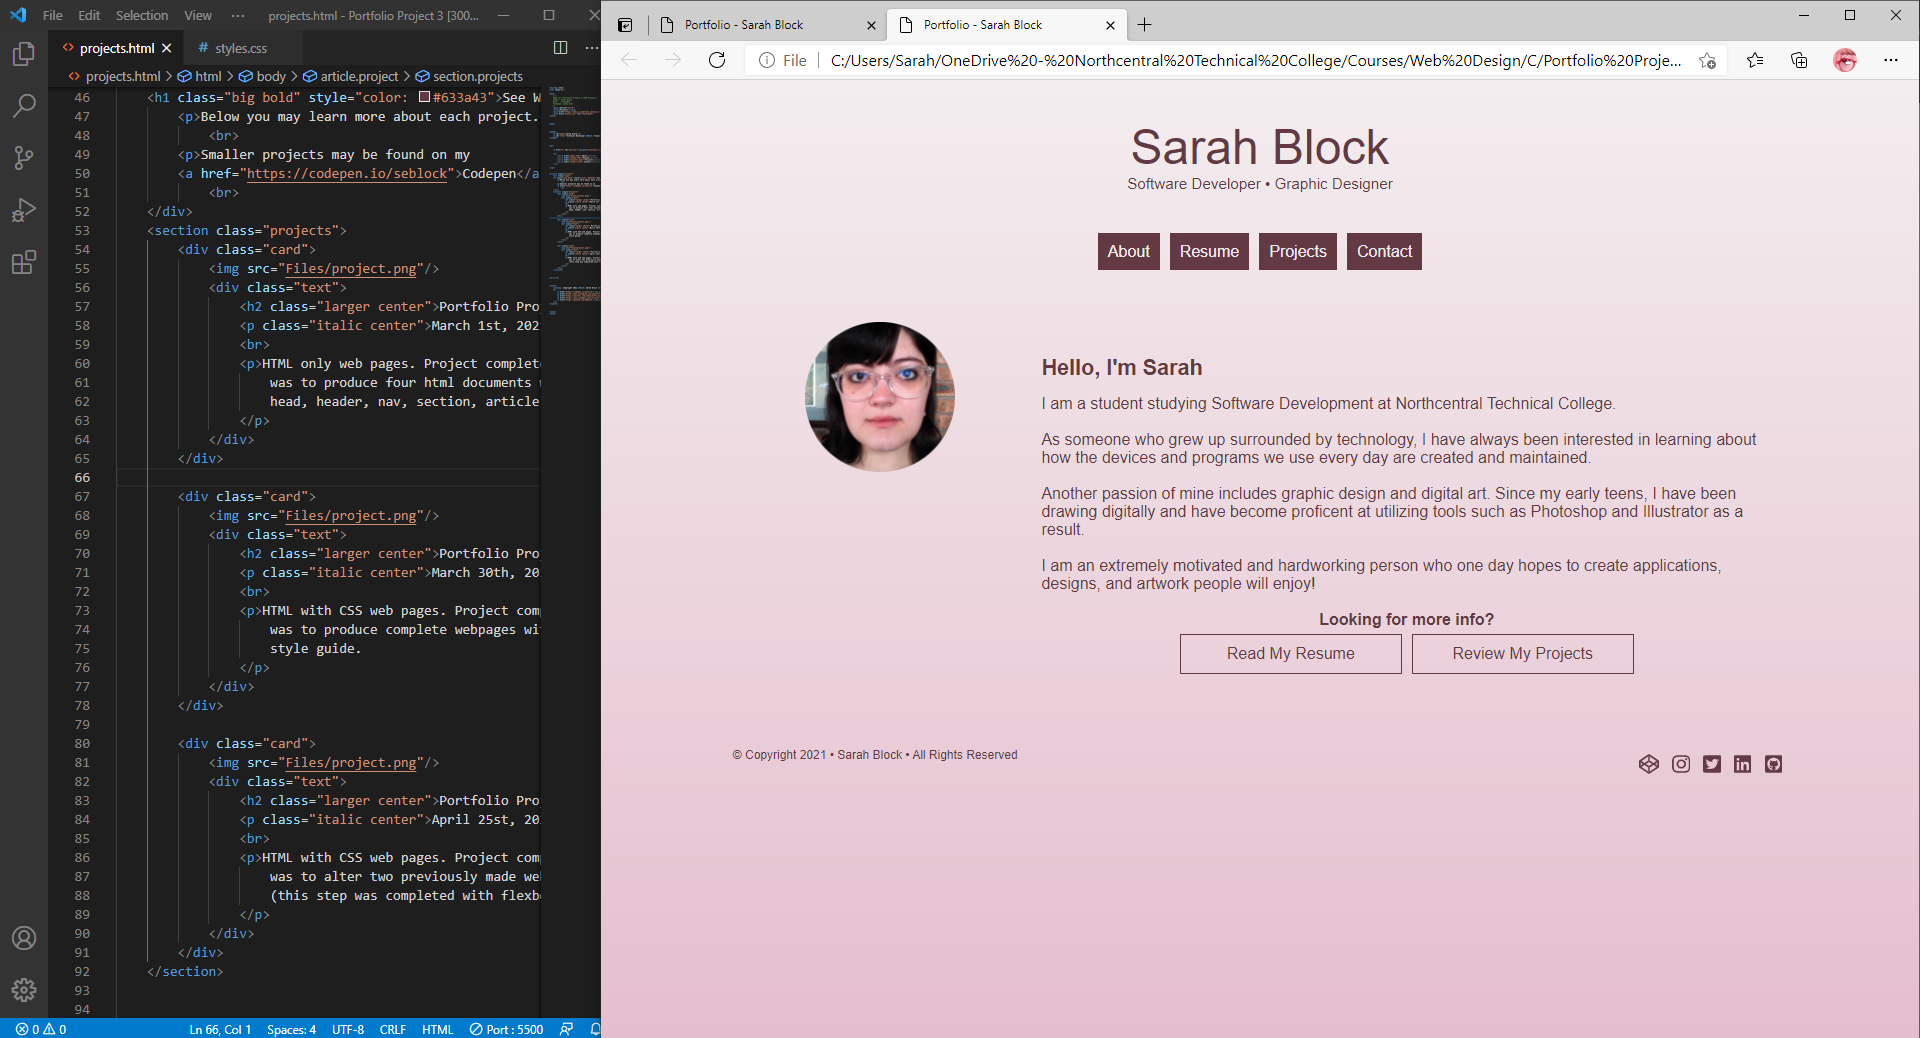 File Edit Selection View ··· projects.html - Portfolio Project 3 [300...
projects.html
styles.css
projects.html > html > body > article.project > section.projects
46 <h1 class="big bold" style="color: #633a43">See W
47 <p>Below you may learn more about each project.
48 <br>
49 <p>Smaller projects may be found on my
50 <a href="https://codepen.io/seblock">Codepen</a
51 <br>
52 </div>
53 <section class="projects">
54 <div class="card">
55 <img src="Files/project.png"/>
56 <div class="text">
57 <h2 class="larger center">Portfolio Pro
58 <p class="italic center">March 1st, 202
59 <br>
60 <p>HTML only web pages. Project complet
61 was to produce four html documents
62 head, header, nav, section, article
63 </p>
64 </div>
65 </div>
66
67 <div class="card">
68 <img src="Files/project.png"/>
69 <div class="text">
70 <h2 class="larger center">Portfolio Pro
71 <p class="italic center">March 30th, 20
72 <br>
73 <p>HTML with CSS web pages. Project com
74 was to produce complete webpages wi
75 style guide.
76 </p>
77 </div>
78 </div>
79
80 <div class="card">
81 <img src="Files/project.png"/>
82 <div class="text">
83 <h2 class="larger center">Portfolio Pro
84 <p class="italic center">April 25st, 20
85 <br>
86 <p>HTML with CSS web pages. Project com
87 was to alter two previously made we
88 (this step was completed with flexb
89 </p>
90 </div>
91 </div>
92 </section>
93
94
0 0 Ln 66, Col 1 Spaces: 4 UTF-8 CRLF HTML Port : 5500
Portfolio - Sarah Block
Portfolio - Sarah Block
File C:/Users/Sarah/OneDrive%20-%20Northcentral%20Technical%20College/Courses/Web%20Design/C/Portfolio%20Proje...
Sarah Block
Software Developer • Graphic Designer
About Resume Projects Contact
Hello, I'm Sarah
I am a student studying Software Development at Northcentral Technical College.
As someone who grew up surrounded by technology, I have always been interested in learning about
how the devices and programs we use every day are created and maintained.
Another passion of mine includes graphic design and digital art. Since my early teens, I have been
drawing digitally and have become proficent at utilizing tools such as Photoshop and Illustrator as a
result.
I am an extremely motivated and hardworking person who one day hopes to create applications,
designs, and artwork people will enjoy!
Looking for more info?
Read My Resume Review My Projects
© Copyright 2021 • Sarah Block • All Rights Reserved